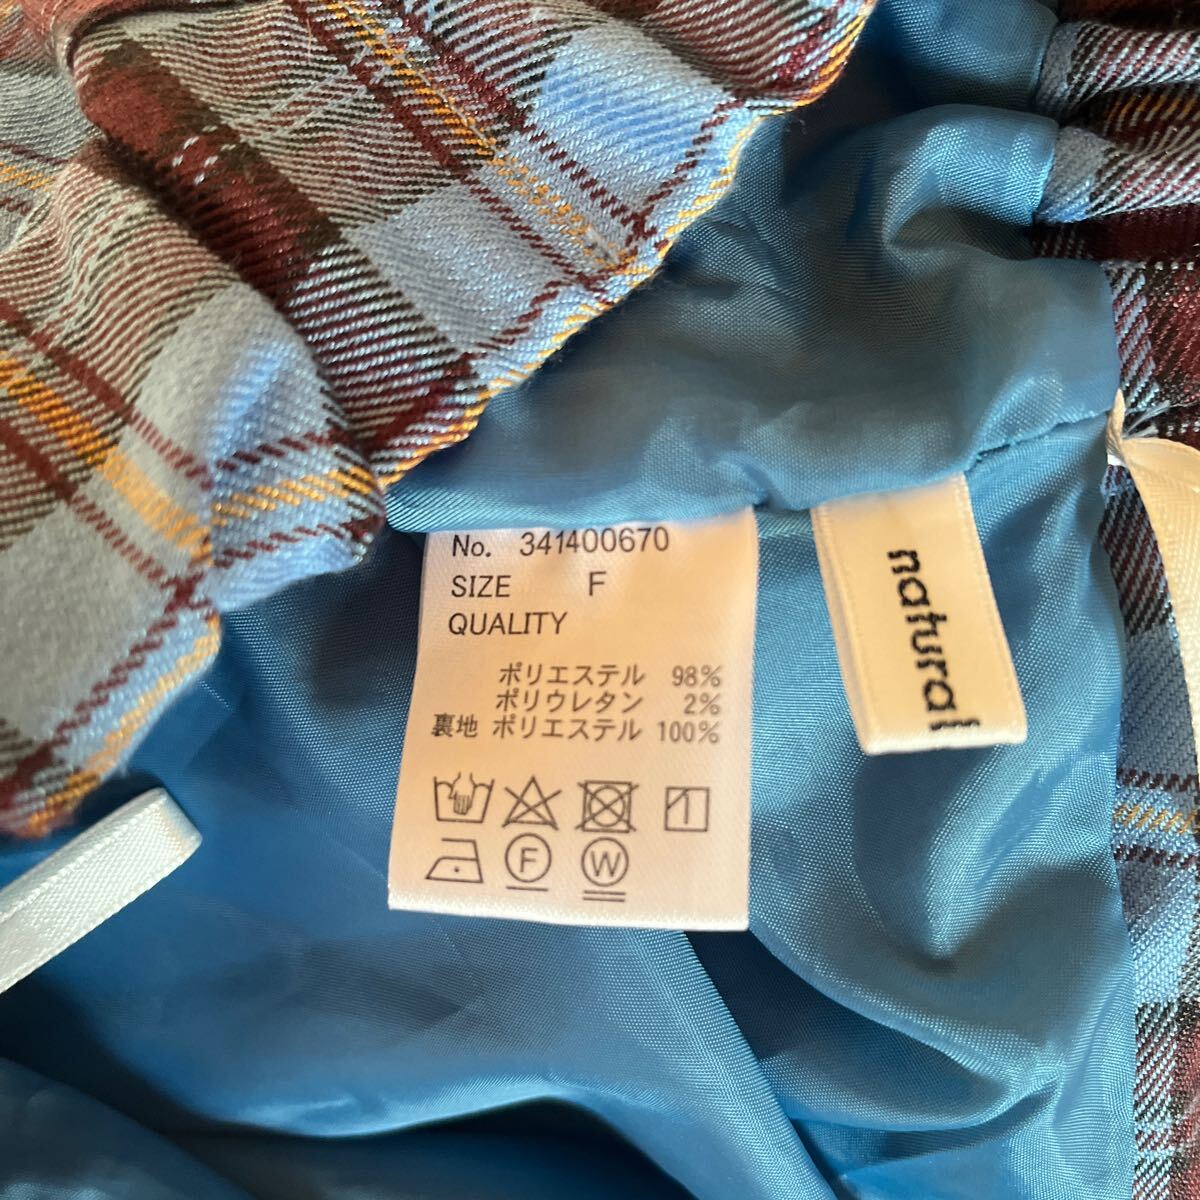 No. 341400670
SIZE F
QUALITY
ポリエステル 98%
ポリウレタン 2%
裏地 ポリエステル 100%
F
W
natural